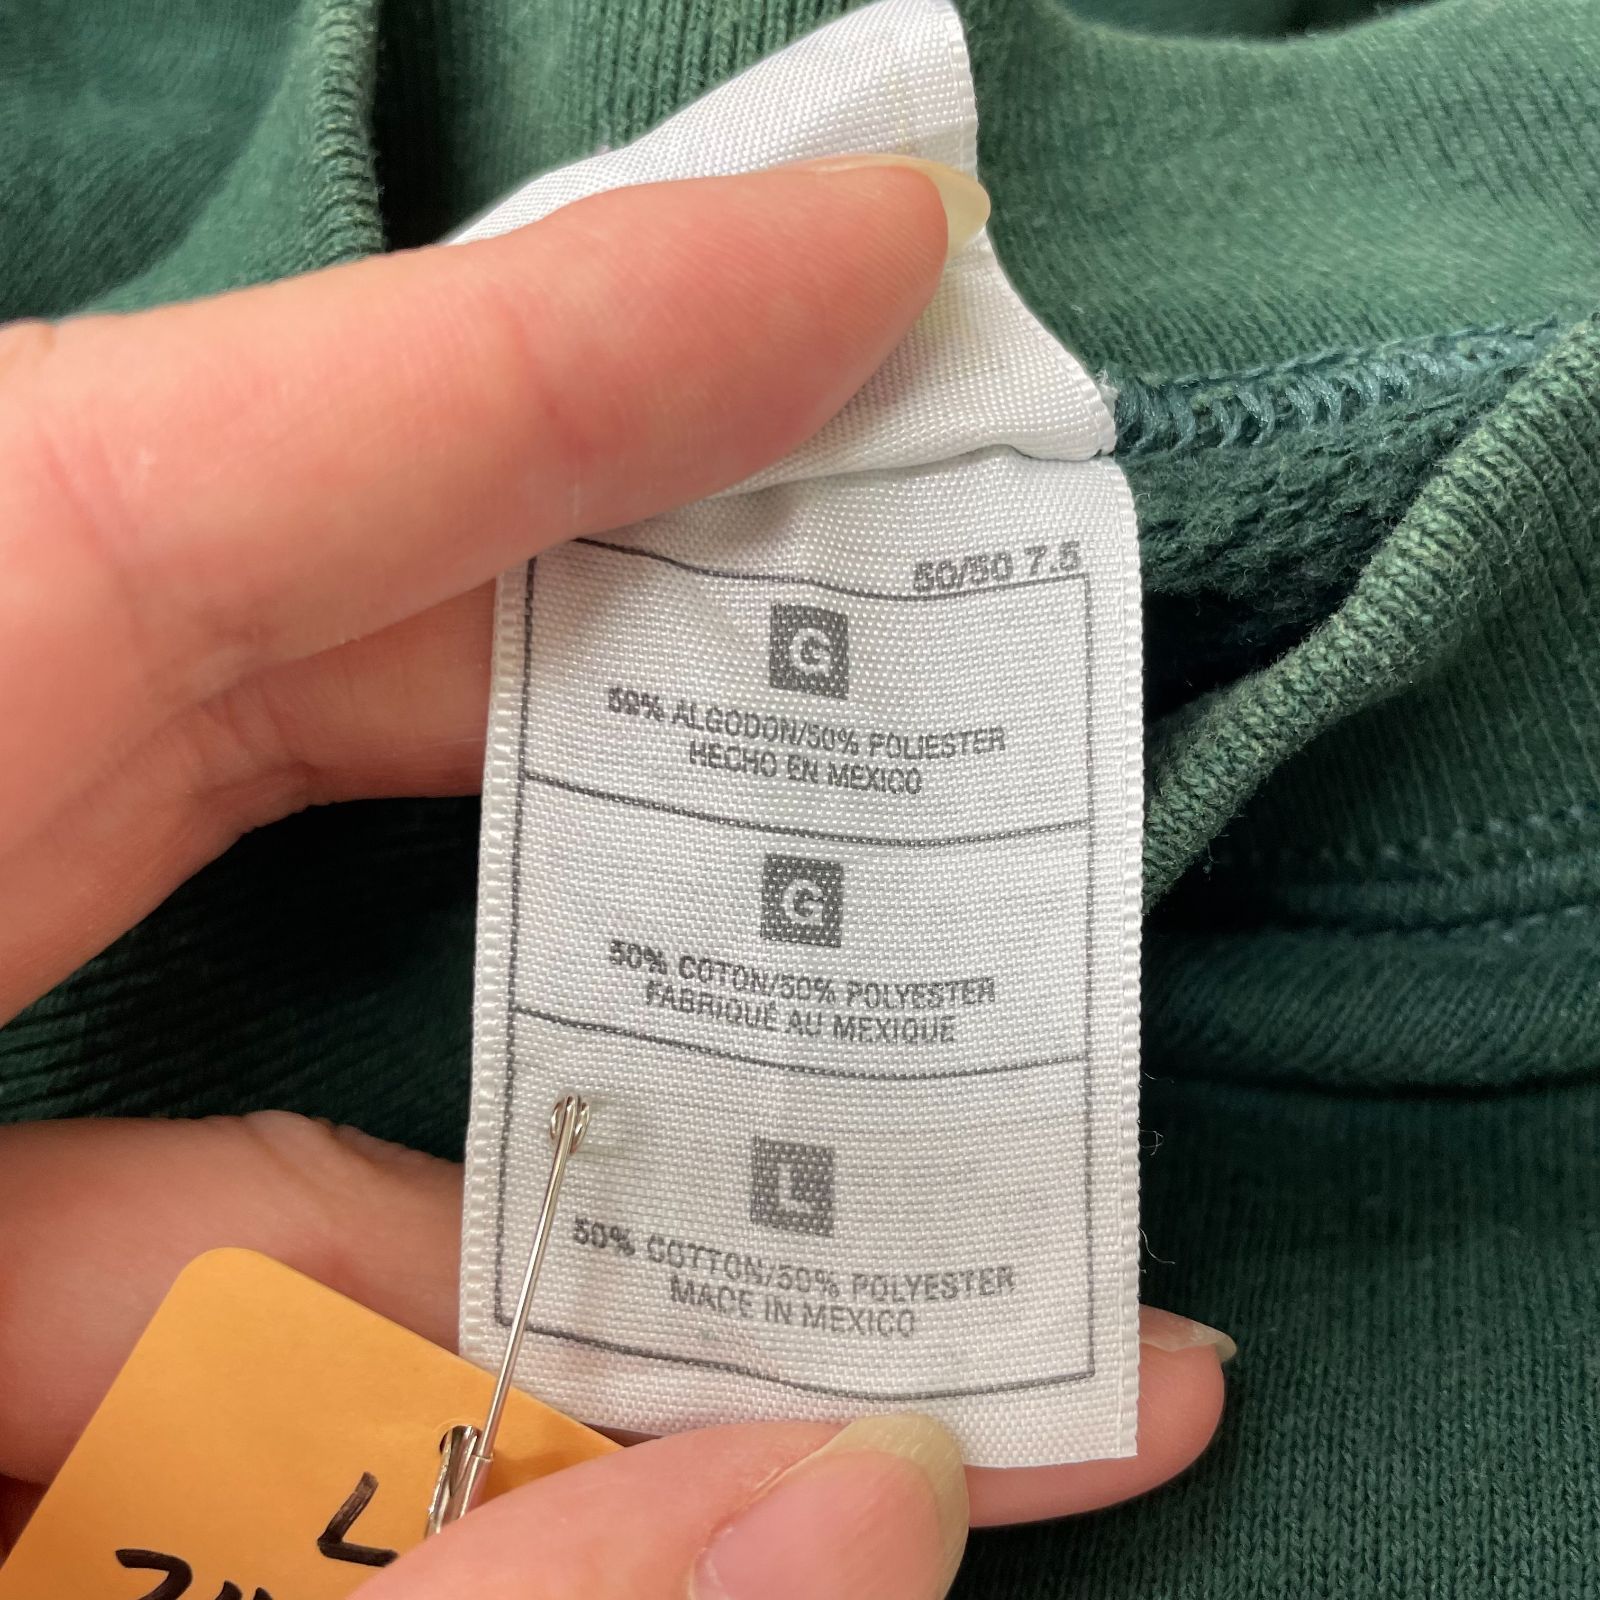 50/50 7.5
G
50% ALGODON/50% POLIESTER
HECHO EN MEXICO
G
50% COTON/50% POLYESTER
FABRIQUÉ AU MEXIQUE
L
50% COTTON/50% POLYESTER
MADE IN MEXICO
L